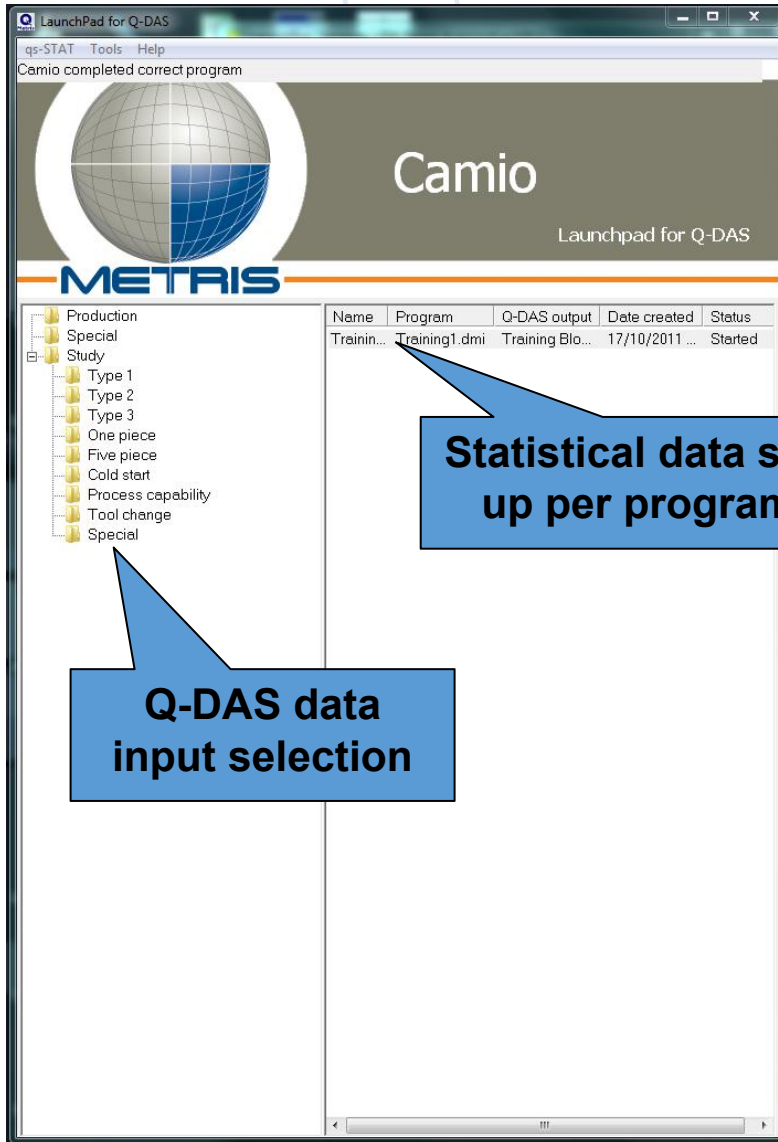 LaunchPad for Q-DAS
qs-STAT Tools Help
Camio completed correct program
Camio
Launchpad for Q-DAS
METRIS
Production
Special
Study
Type 1
Type 2
Type 3
One piece
Five piece
Cold start
Process capability
Tool change
Special
Name Program Q-DAS output Date created Status
Trainin... Training1.dmi Training Blo... 17/10/2011 ... Started
Statistical data s
up per program
Q-DAS data
input selection